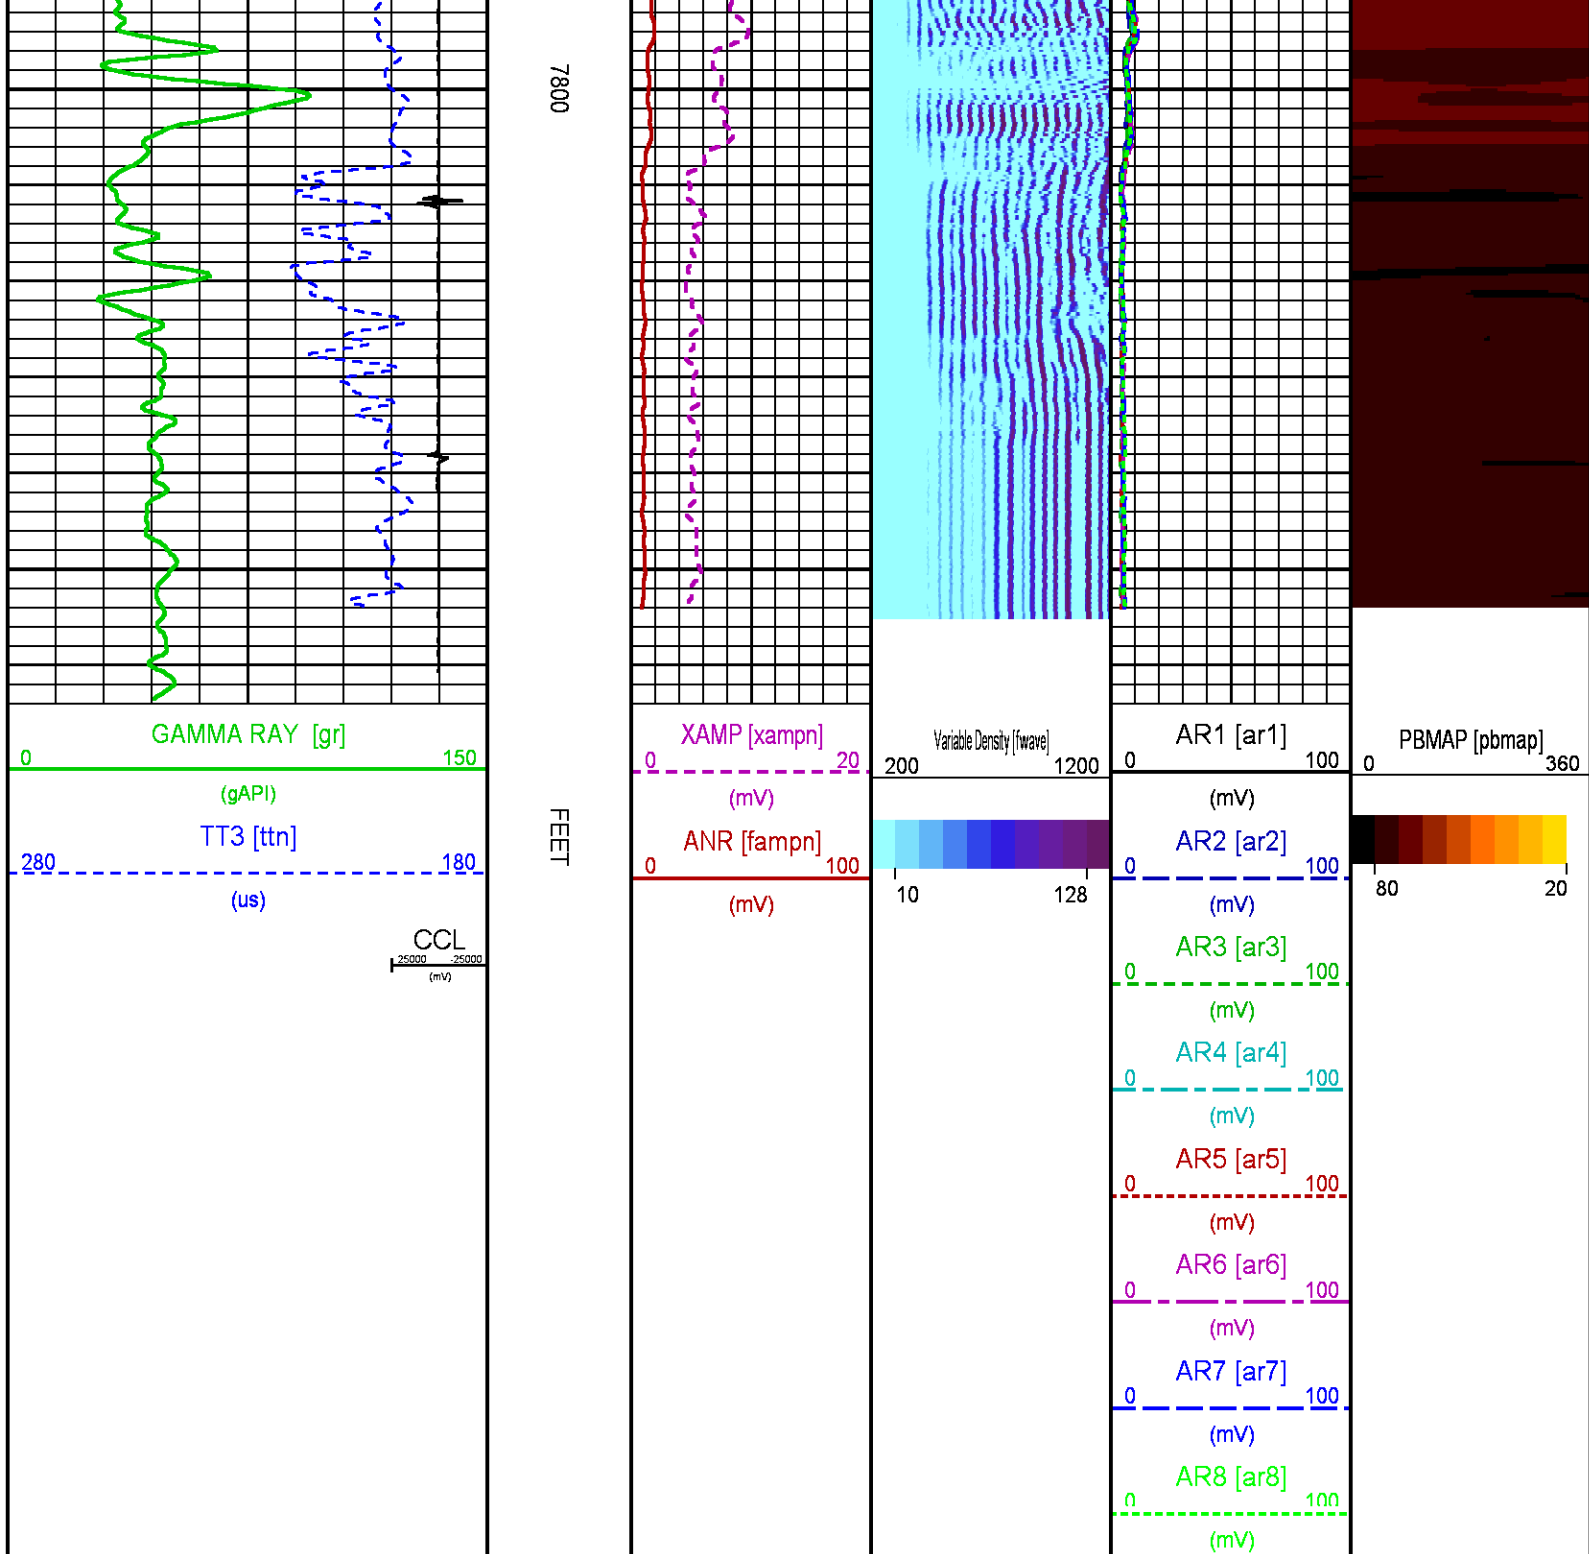 7800
FEET
GAMMA RAY [gr]
0 150
(gAPI)
TT3 [ttn]
280 180
(us)
CCL
25000 -25000
(mV)
XAMP [xampn]
0 20
(mV)
ANR [fampn]
0 100
(mV)
Variable Density [fwave]
200 1200
10 128
AR1 [ar1]
0 100
(mV)
AR2 [ar2]
0 100
(mV)
AR3 [ar3]
0 100
(mV)
AR4 [ar4]
0 100
(mV)
AR5 [ar5]
0 100
(mV)
AR6 [ar6]
0 100
(mV)
AR7 [ar7]
0 100
(mV)
AR8 [ar8]
0 100
(mV)
PBMAP [pbmap]
0 360
80 20